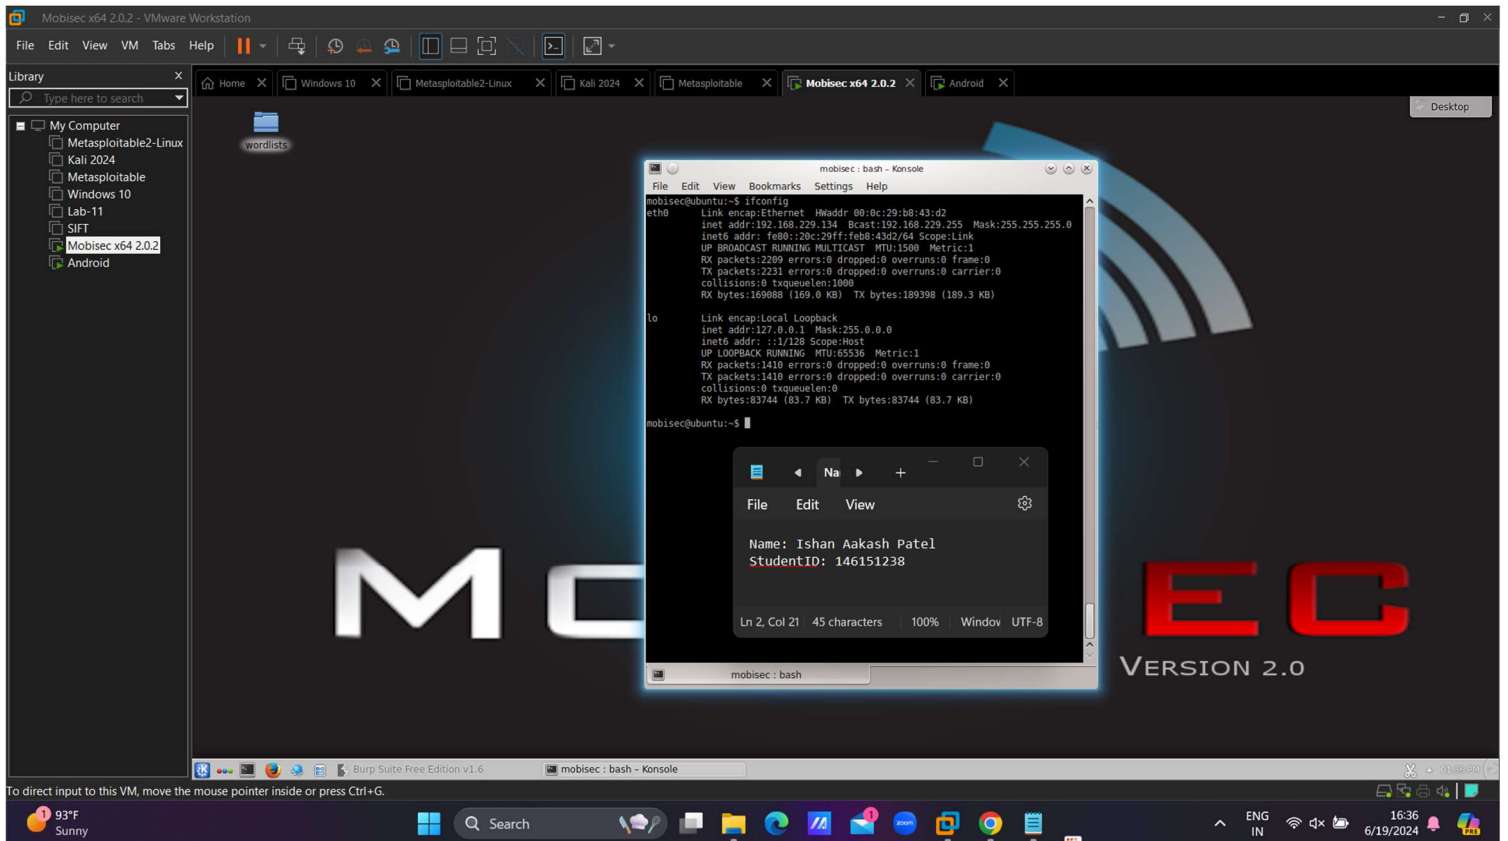 Mobisec x64 2.0.2 - VMware Workstation
File Edit View VM Tabs Help
Library
Type here to search
My Computer
Metasploitable2-Linux
Kali 2024
Metasploitable
Windows 10
Lab-11
SIFT
Mobisec x64 2.0.2
Android
Home Windows 10 Metasploitable2-Linux Kali 2024 Metasploitable Mobisec x64 2.0.2 Android
Desktop
wordlists
mobisec : bash - Konsole
File Edit View Bookmarks Settings Help
mobisec@ubuntu:~$ ifconfig
eth0 Link encap:Ethernet HWaddr 00:0c:29:b8:43:d2
inet addr:192.168.229.134 Bcast:192.168.229.255 Mask:255.255.255.0
inet6 addr: fe80::20c:29ff:feb8:43d2/64 Scope:Link
UP BROADCAST RUNNING MULTICAST MTU:1500 Metric:1
RX packets:2209 errors:0 dropped:0 overruns:0 frame:0
TX packets:2231 errors:0 dropped:0 overruns:0 carrier:0
collisions:0 txqueuelen:1000
RX bytes:169088 (169.0 KB) TX bytes:189398 (189.3 KB)
lo Link encap:Local Loopback
inet addr:127.0.0.1 Mask:255.0.0.0
inet6 addr: ::1/128 Scope:Host
UP LOOPBACK RUNNING MTU:65536 Metric:1
RX packets:1410 errors:0 dropped:0 overruns:0 frame:0
TX packets:1410 errors:0 dropped:0 overruns:0 carrier:0
collisions:0 txqueuelen:0
RX bytes:83744 (83.7 KB) TX bytes:83744 (83.7 KB)
mobisec@ubuntu:~$
Na
File Edit View
Name: Ishan Aakash Patel
StudentID: 146151238
Ln 2, Col 21 45 characters 100% Window UTF-8
mobisec : bash
M EC
VERSION 2.0
Burp Suite Free Edition v1.6 mobisec : bash - Konsole
To direct input to this VM, move the mouse pointer inside or press Ctrl+G.
1 93°F
Sunny
Search
1
zoom
ENG
IN
16:36
6/19/2024
PRE